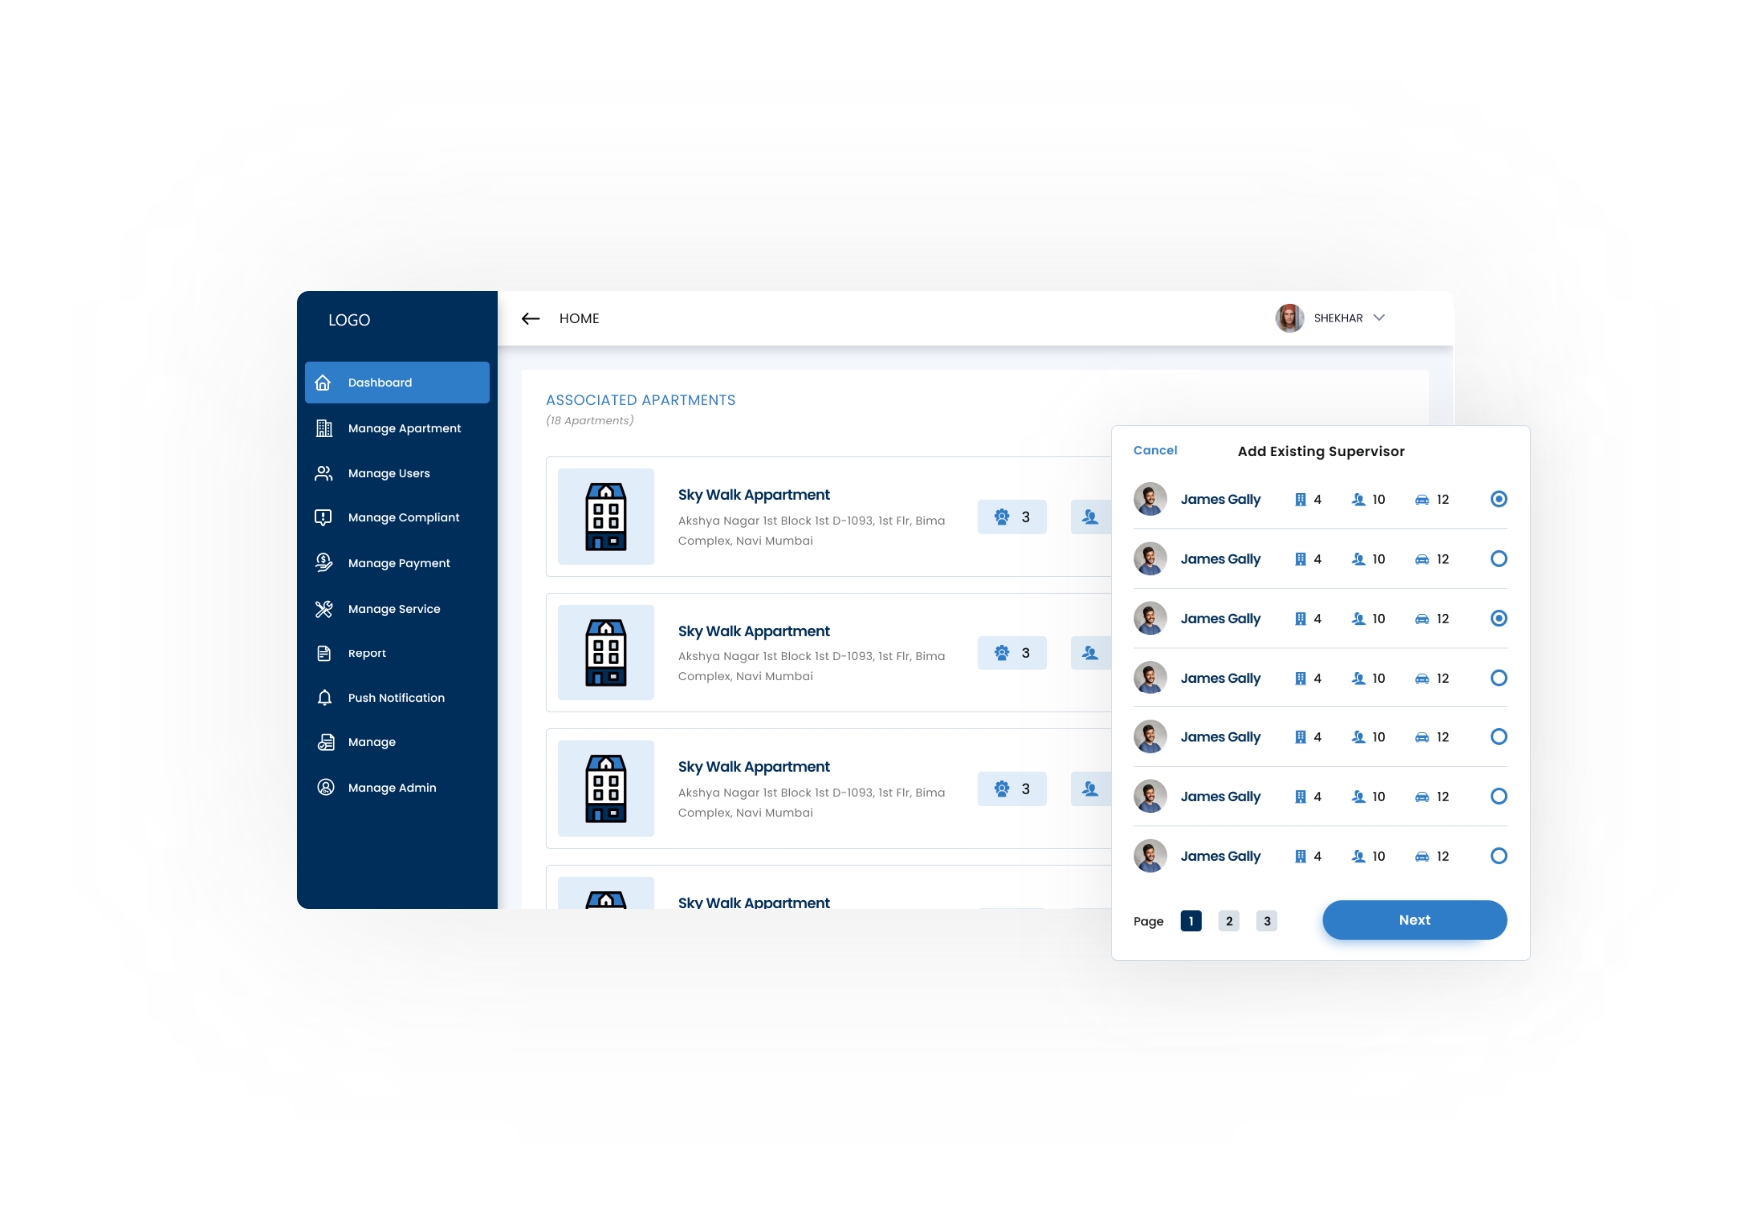 LOGO
Dashboard
Manage Apartment
Manage Users
Manage Compliant
Manage Payment
Manage Service
Report
Push Notification
Manage
Manage Admin
HOME
SHEKHAR
ASSOCIATED APARTMENTS
(18 Apartments)
Sky Walk Appartment
Akshya Nagar 1st Block 1st D-1093, 1st Flr, Bima
Complex, Navi Mumbai
3
Sky Walk Appartment
Akshya Nagar 1st Block 1st D-1093, 1st Flr, Bima
Complex, Navi Mumbai
3
Sky Walk Appartment
Akshya Nagar 1st Block 1st D-1093, 1st Flr, Bima
Complex, Navi Mumbai
3
Sky Walk Appartment
Cancel Add Existing Supervisor
James Gally 4 10 12
James Gally 4 10 12
James Gally 4 10 12
James Gally 4 10 12
James Gally 4 10 12
James Gally 4 10 12
James Gally 4 10 12
Page 1 2 3 Next